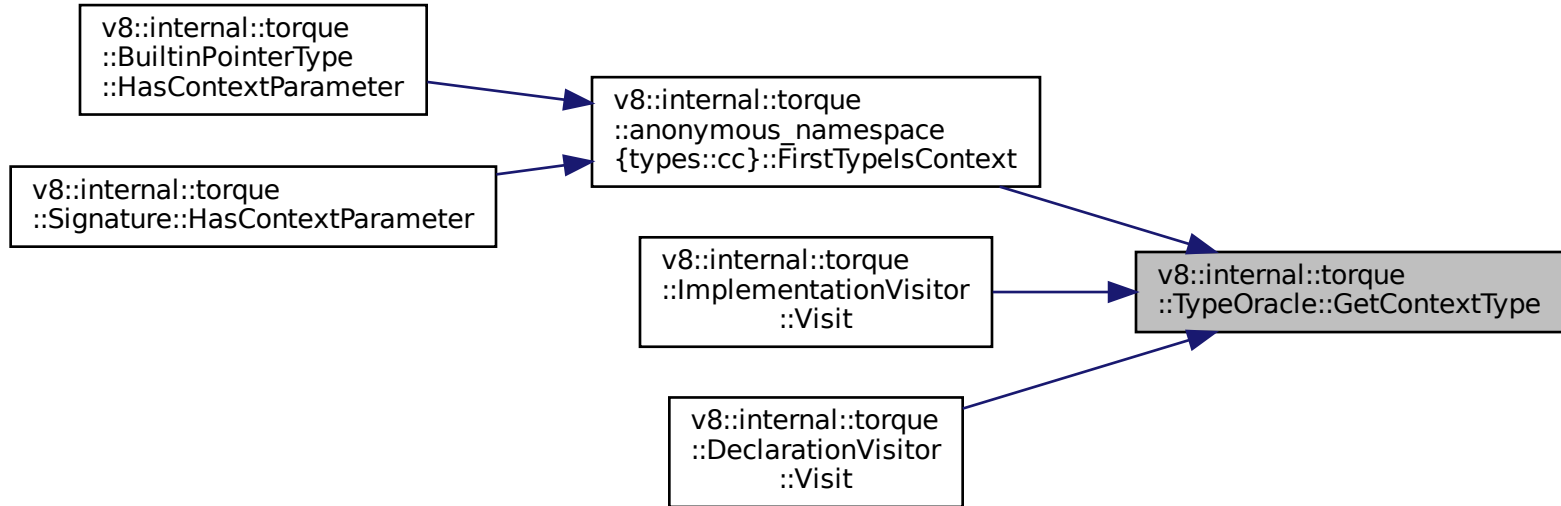 v8::internal::torque
::BuiltinPointerType
::HasContextParameter
v8::internal::torque
::Signature::HasContextParameter
v8::internal::torque
::anonymous_namespace
{types::cc}::FirstTypeIsContext
v8::internal::torque
::ImplementationVisitor
::Visit
v8::internal::torque
::DeclarationVisitor
::Visit
v8::internal::torque
::TypeOracle::GetContextType